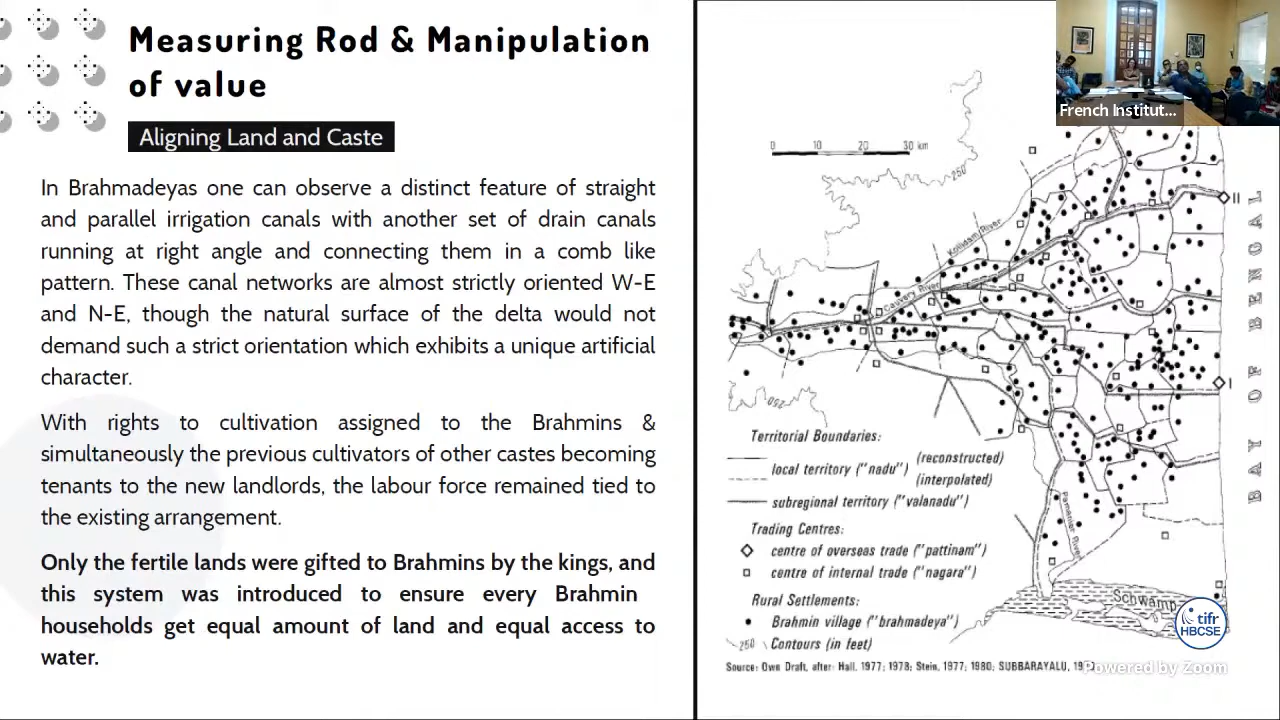 Measuring Rod & Manipulation
of value
Aligning Land and Caste
In Brahmadeyas one can observe a distinct feature of straight
and parallel irrigation canals with another set of drain canals
running at right angle and connecting them in a comb like
pattern. These canal networks are almost strictly oriented W-E
and N-E, though the natural surface of the delta would not
demand such a strict orientation which exhibits a unique artificial
character.
With rights to cultivation assigned to the Brahmins &
simultaneously the previous cultivators of other castes becoming
tenants to the new landlords, the labour force remained tied to
the existing arrangement.
Only the fertile lands were gifted to Brahmins by the kings, and
this system was introduced to ensure every Brahmin
households get equal amount of land and equal access to
water.
French Institut...
0 10 20 30 km
250
Kollidam River
Cauvery River
II
BAY OF BENGAL
I
250
Territorial Boundaries:
local territory ("nadu") (reconstructed)
(interpolated)
subregional territory ("valanadu")
Trading Centres:
centre of overseas trade ("pattinam")
centre of internal trade ("nagara")
Rural Settlements:
Brahmin village ("brahmadeya")
250 Contours (in feet)
Pamanier River
Schwamp
tifr
HBCSE
Source: Own Draft, after: Hall, 1977; 1978; Stein, 1977; 1980; SUBBARAYALU,
Powered by Zoom